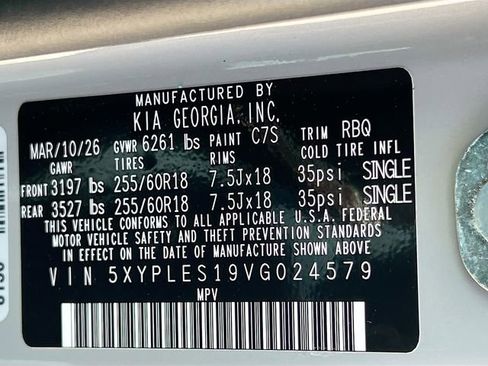 MANUFACTURED BY
KIA GEORGIA, INC.
MAR/10/26 GVWR 6261 lbs PAINT C7S TRIM RBQ
GAWR TIRES RIMS COLD TIRE INFL
FRONT 3197 lbs 255/60R18 7.5Jx18 35psi SINGLE
REAR 3527 lbs 255/60R18 7.5Jx18 35psi SINGLE
THIS VEHICLE CONFORMS TO ALL APPLICABLE U.S.A. FEDERAL
MOTOR VEHICLE SAFETY AND THEFT PREVENTION STANDARDS
IN EFFECT ON THE DATE OF MANUFACTURE SHOWN ABOVE.
VIN 5XYPLES19VG024579
MPV